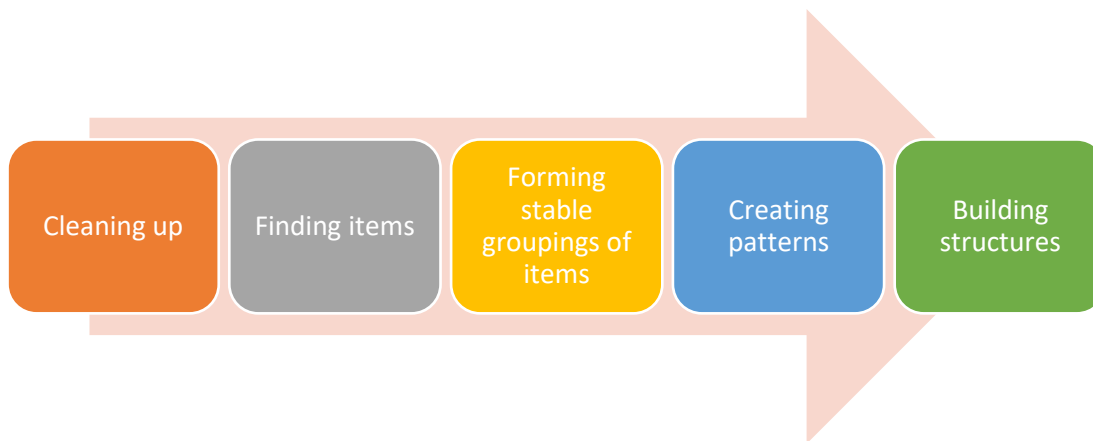 Cleaning up
Finding items
Forming
stable
groupings of
items
Creating
patterns
Building
structures